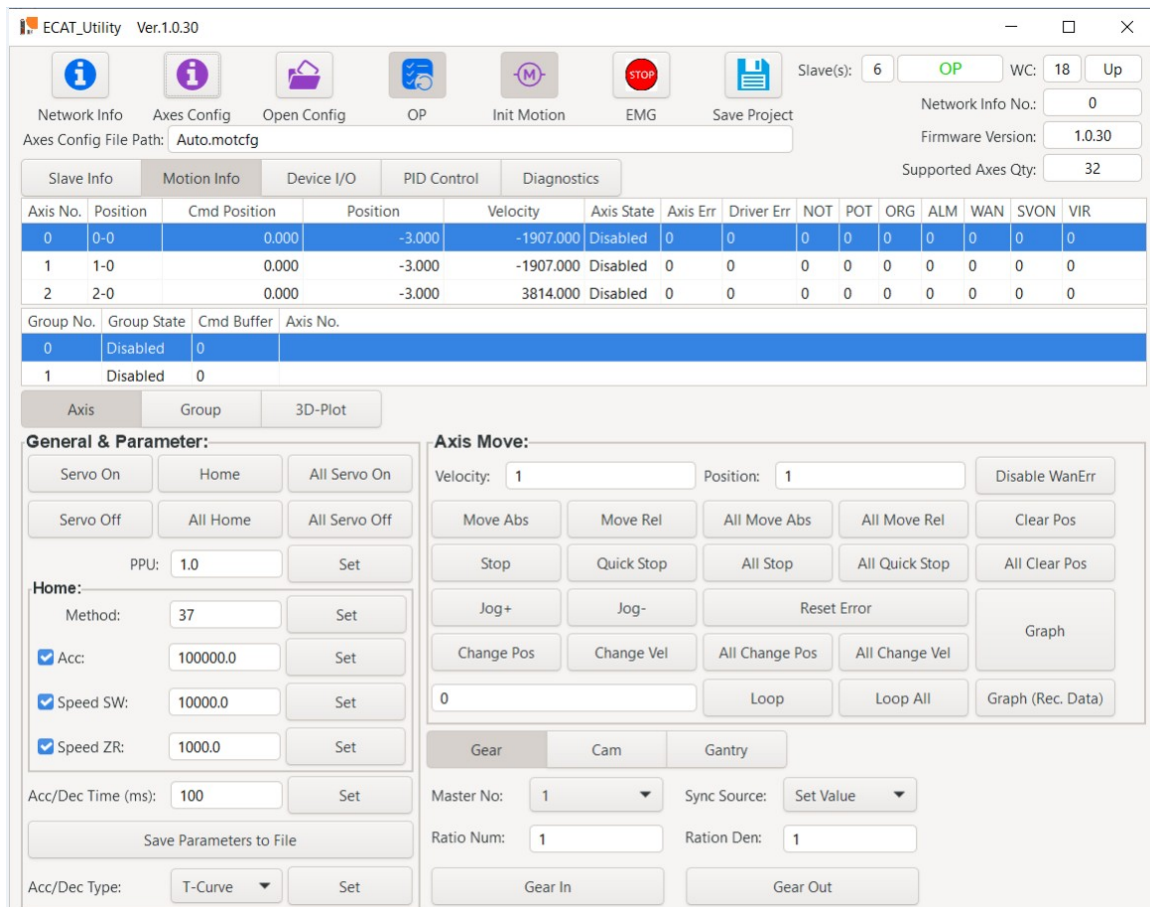 ECAT_Utility Ver.1.0.30
STOP
M
Slave(s): 6 OP WC: 18 Up
Network Info Axes Config Open Config OP Init Motion EMG Save Project
Network Info No.: 0
Axes Config File Path: Auto.motcfg
Firmware Version: 1.0.30
Supported Axes Qty: 32
Slave Info Motion Info Device I/O PID Control Diagnostics
Axis No. Position Cmd Position Position Velocity Axis State Axis Err Driver Err NOT POT ORG ALM WAN SVON VIR
0 0-0 0.000 -3.000 -1907.000 Disabled 0 0 0 0 0 0 0 0 0
1 1-0 0.000 -3.000 -1907.000 Disabled 0 0 0 0 0 0 0 0 0
2 2-0 0.000 -3.000 3814.000 Disabled 0 0 0 0 0 0 0 0 0
Group No. Group State Cmd Buffer Axis No.
0 Disabled 0
1 Disabled 0
Axis Group 3D-Plot
General & Parameter:
Servo On Home All Servo On
Servo Off All Home All Servo Off
PPU: 1.0 Set
Home:
Method: 37 Set
Acc: 100000.0 Set
Speed SW: 10000.0 Set
Speed ZR: 1000.0 Set
Acc/Dec Time (ms): 100 Set
Save Parameters to File
Acc/Dec Type: T-Curve Set
Axis Move:
Velocity: 1 Position: 1 Disable WanErr
Move Abs Move Rel All Move Abs All Move Rel Clear Pos
Stop Quick Stop All Stop All Quick Stop All Clear Pos
Jog+ Jog- Reset Error Graph
Change Pos Change Vel All Change Pos All Change Vel
0 Loop Loop All Graph (Rec. Data)
Gear Cam Gantry
Master No: 1 Sync Source: Set Value
Ratio Num: 1 Ration Den: 1
Gear In Gear Out